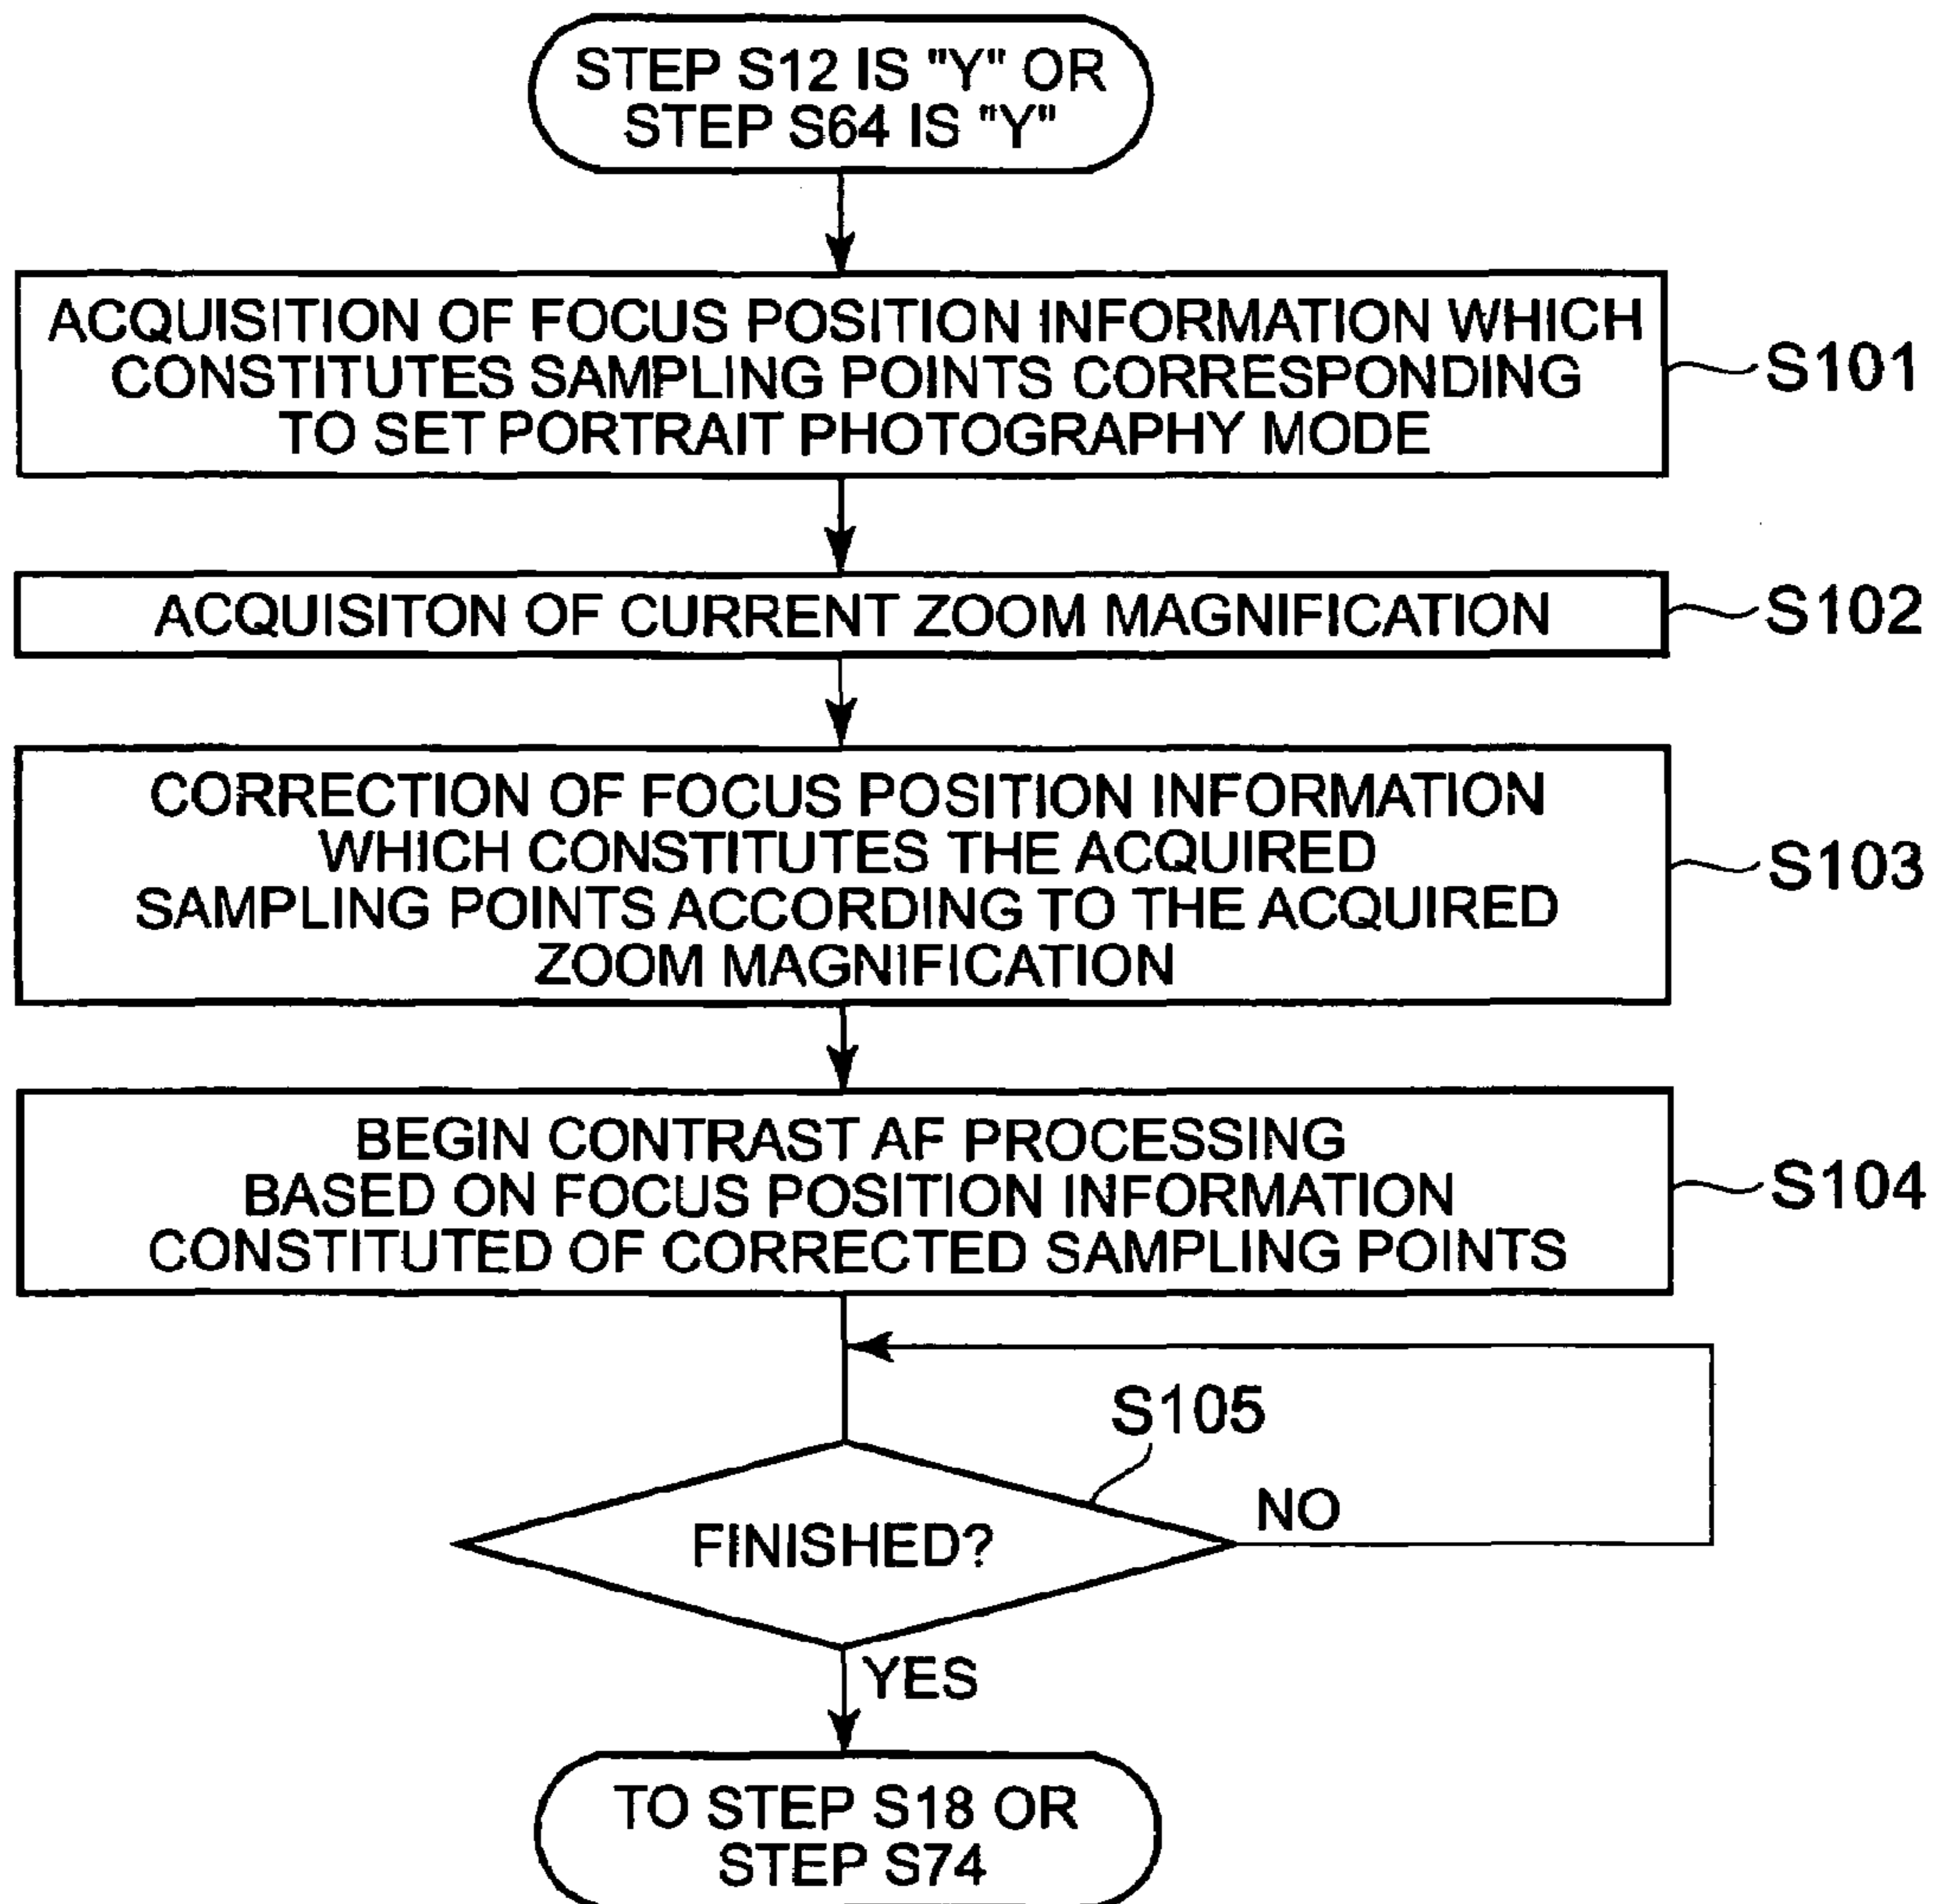 STEP S12 IS "Y" OR
STEP S64 IS "Y"
ACQUISITION OF FOCUS POSITION INFORMATION WHICH
CONSTITUTES SAMPLING POINTS CORRESPONDING
TO SET PORTRAIT PHOTOGRAPHY MODE
S101
ACQUISITON OF CURRENT ZOOM MAGNIFICATION
S102
CORRECTION OF FOCUS POSITION INFORMATION
WHICH CONSTITUTES THE ACQUIRED
SAMPLING POINTS ACCORDING TO THE ACQUIRED
ZOOM MAGNIFICATION
S103
BEGIN CONTRAST AF PROCESSING
BASED ON FOCUS POSITION INFORMATION
CONSTITUTED OF CORRECTED SAMPLING POINTS
S104
S105
NO
FINISHED?
YES
TO STEP S18 OR
STEP S74